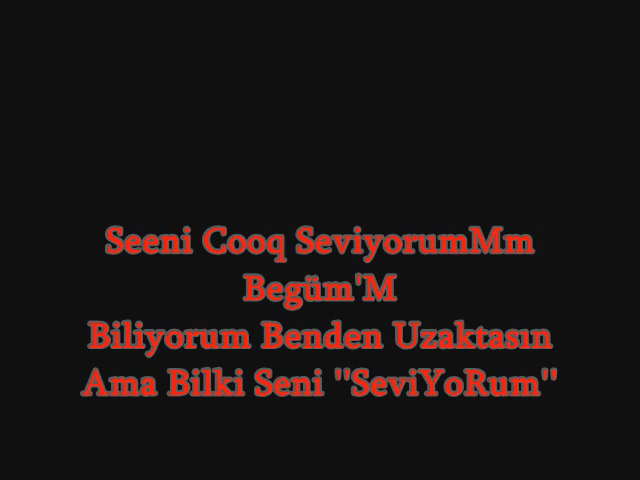 Seeni Cooq SeviyorumMm
Begüm'M
Biliyorum Benden Uzaktasın
Ama Bilki Seni "SeviYoRum"